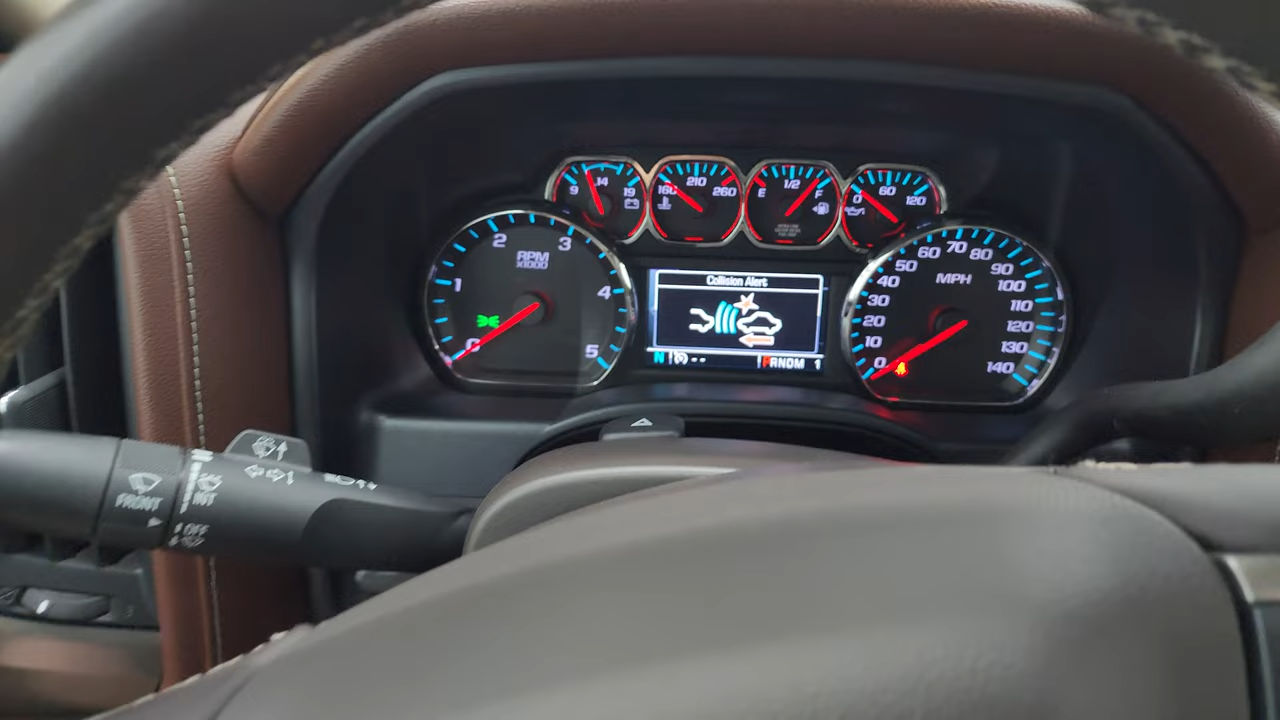 9 14 19
160 210 260
E 1/2 F
0 60 120
0 1 2 3 4 5
RPM
X1000
Collision Alert
N -- PRNDM 1
MPH
0 10 20 30 40 50 60 70 80 90 100 110 120 130 140
FRONT
INT
OFF